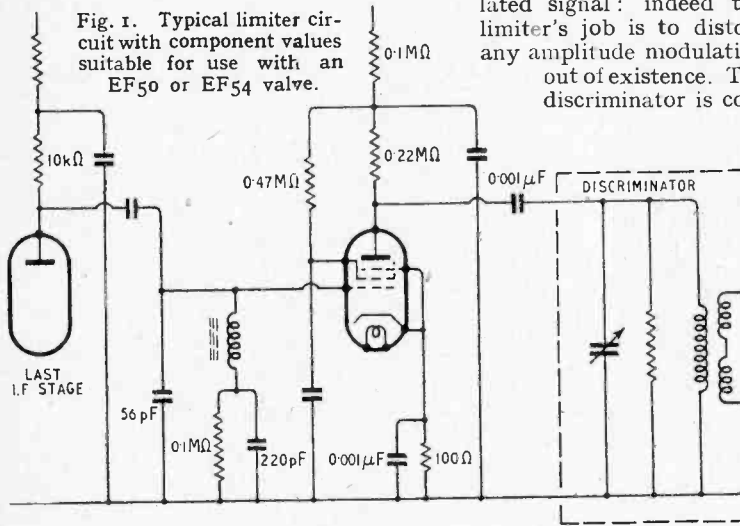 Fig. 1. Typical limiter cir-
cuit with component values
suitable for use with an
EF50 or EF54 valve.
lated signal: indeed t
limiter's job is to disto
any amplitude modulati
out of existence. T
discriminator is co
0·1MΩ
10kΩ
0·47MΩ
0·22MΩ
0·001µF
DISCRIMINATOR
LAST
I.F STAGE
56pF
0·1MΩ
220pF
0·001µF
100Ω